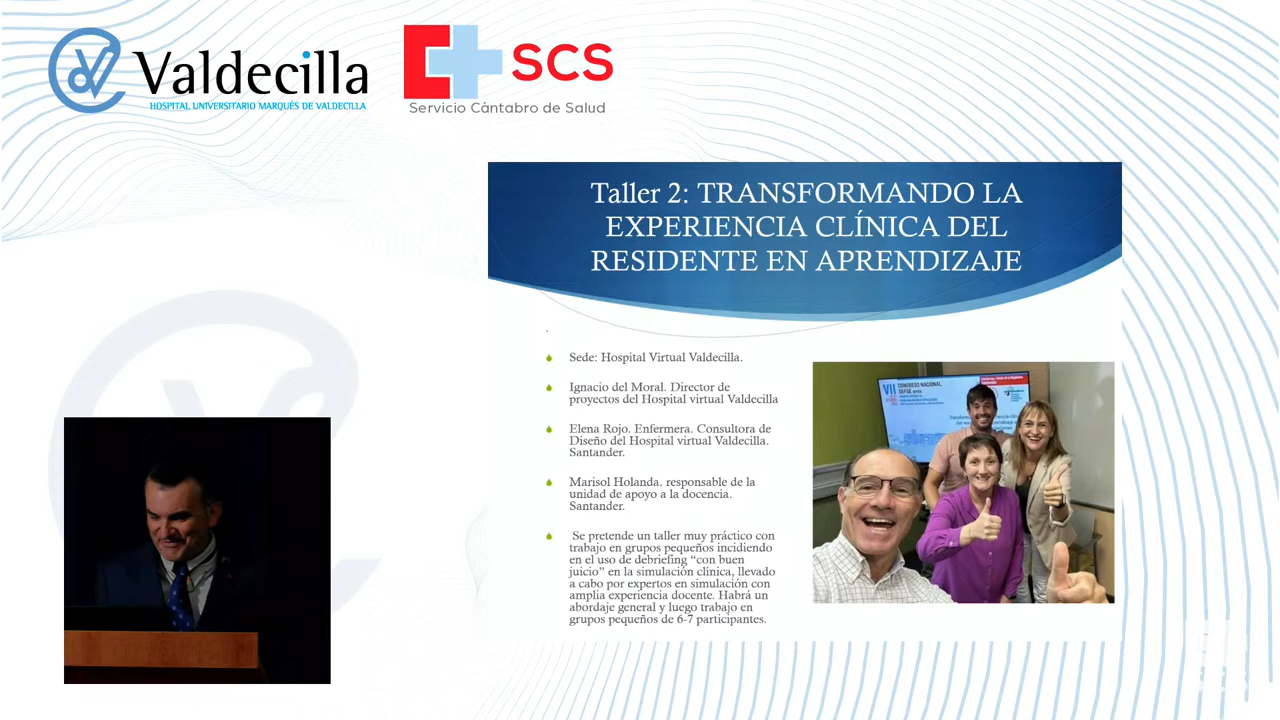 Valdecilla
HOSPITAL UNIVERSITARIO MARQUÉS DE VALDECILLA
SCS
Servicio Cántabro de Salud
Taller 2: TRANSFORMANDO LA
EXPERIENCIA CLÍNICA DEL
RESIDENTE EN APRENDIZAJE
.
Sede: Hospital Virtual Valdecilla.
Ignacio del Moral. Director de
proyectos del Hospital virtual Valdecilla
Elena Rojo. Enfermera. Consultora de
Diseño del Hospital virtual Valdecilla.
Santander.
Marisol Holanda. responsable de la
unidad de apoyo a la docencia.
Santander.
Se pretende un taller muy práctico con
trabajo en grupos pequeños incidiendo
en el uso de debriefing “con buen
juicio” en la simulación clínica, llevado
a cabo por expertos en simulación con
amplia experiencia docente. Habrá un
abordaje general y luego trabajo en
grupos pequeños de 6-7 participantes.
VII
CONGRESO NACIONAL